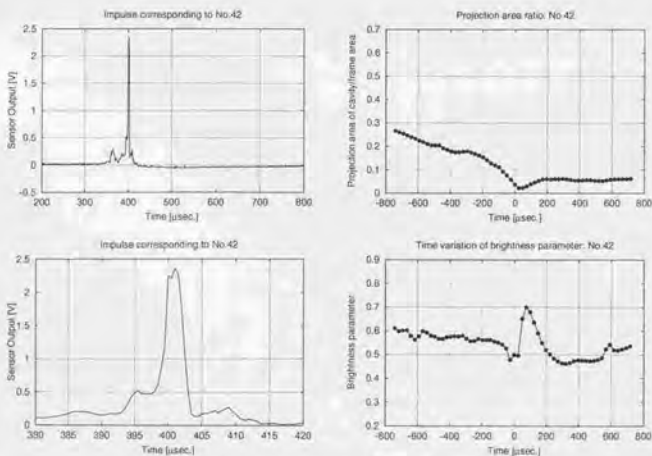 Impulse corresponding to No.42
Sensor Output [V]
2.5
2
1.5
1
0.5
0
-0.5
200 300 400 500 600 700 800
Time [μsec.]
Projection area ratio: No.42
Projection area of cavity/frame area
0.7
0.6
0.5
0.4
0.3
0.2
0.1
0
-800 -600 -400 -200 0 200 400 600 800
Time [μsec.]
Impulse corresponding to No.42
Sensor Output [V]
2.5
2
1.5
1
0.5
0
380 385 390 395 400 405 410 415 420
Time [μsec.]
Time variation of brightness parameter: No.42
Brightness parameter
0.9
0.8
0.7
0.6
0.5
0.4
0.3
0.2
-800 -600 -400 -200 0 200 400 600 800
Time [μsec.]